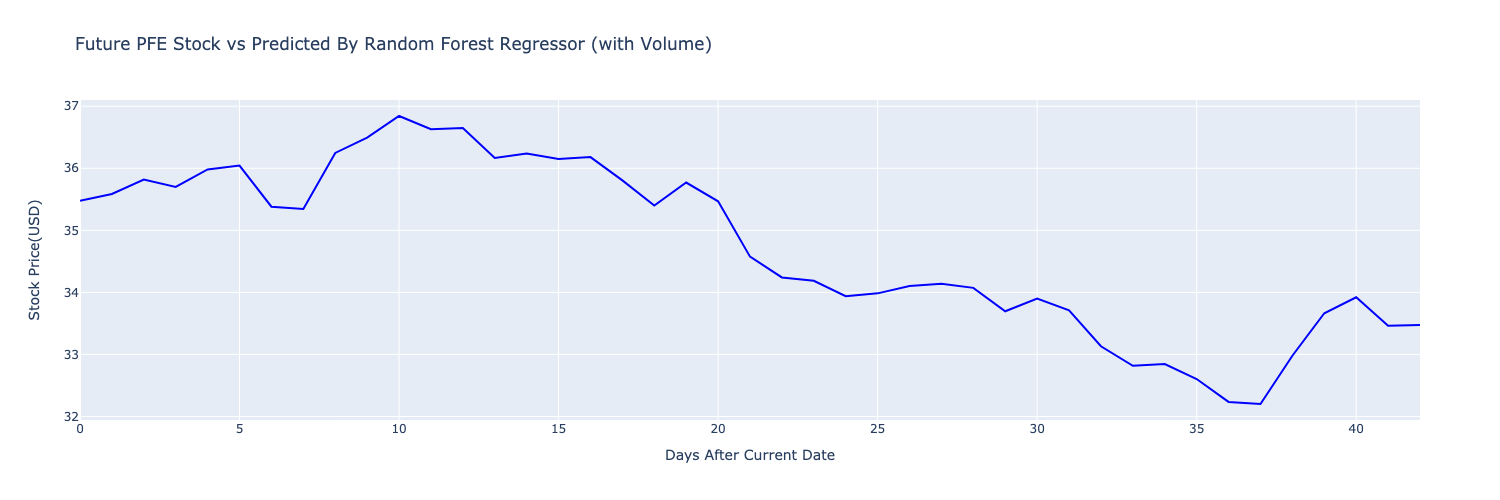 Future PFE Stock vs Predicted By Random Forest Regressor (with Volume)
37
36
35
34
33
32
Stock Price(USD)
0 5 10 15 20 25 30 35 40
Days After Current Date